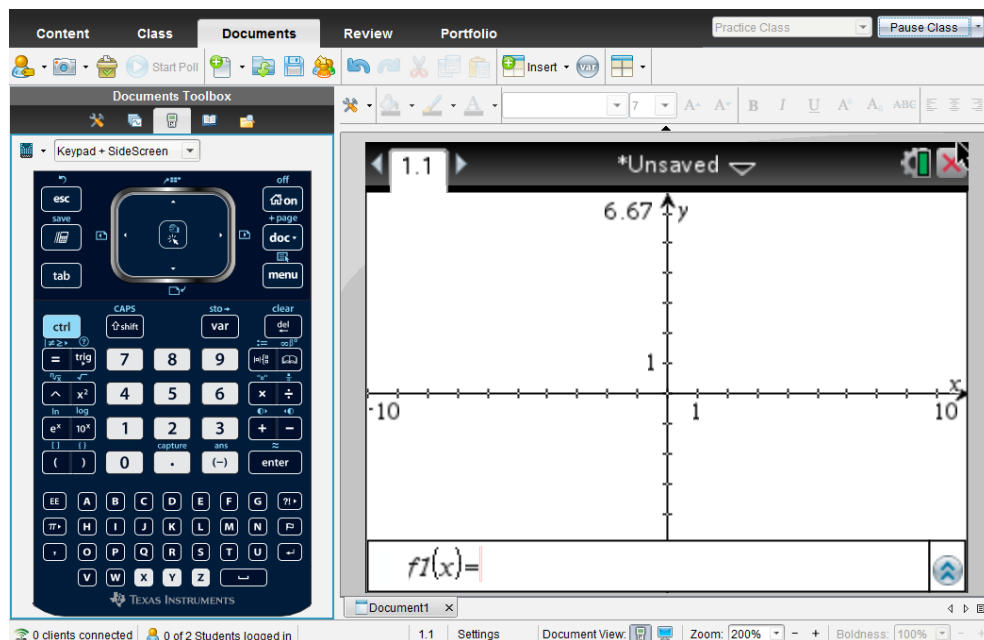 Content Class Documents Review Portfolio Practice Class Pause Class
Start Poll Insert var
Documents Toolbox
7 A A B I U A A ABC
Keypad + SideScreen
1.1 *Unsaved
off
esc on
save +page
doc
tab menu
CAPS sto→ clear
ctrl shift var del
= trig 7 8 9
^ x² 4 5 6 × ÷
ln log
eˣ 10ˣ 1 2 3 + −
[] {} capture ans ≈
( ) 0 . (−) enter
EE A B C D E F G ?!
π H I J K L M N
, O P Q R S T U
V W X Y Z
TEXAS INSTRUMENTS
6.67 y
1
x
-10 1 10
f1(x)=
Document1 ×
0 clients connected 0 of 2 Students logged in 1.1 Settings Document View: Zoom: 200% − + Boldness: 100% − +